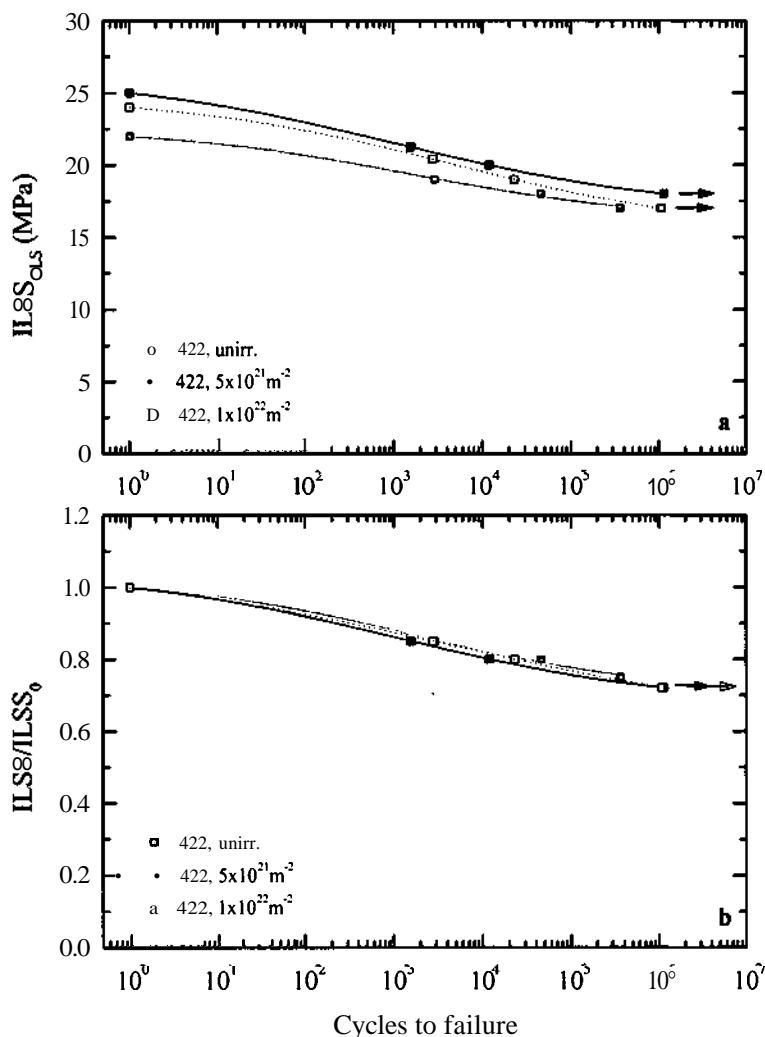 30
25
20
15
10
5
0
IL8S_OLS (MPa)
o 422, unirr.
• 422, 5x10^21 m^-2
D 422, 1x10^22 m^-2
a
10^0 10^1 10^2 10^3 10^4 10^5 10^6 10^7
1.2
1.0
0.8
0.6
0.4
0.2
0.0
ILS8/ILSS_0
422, unirr.
• • 422, 5x10^21 m^-2
a 422, 1x10^22 m^-2
b
10^0 10^1 10^2 10^3 10^4 10^5 10^6 10^7
Cycles to failure